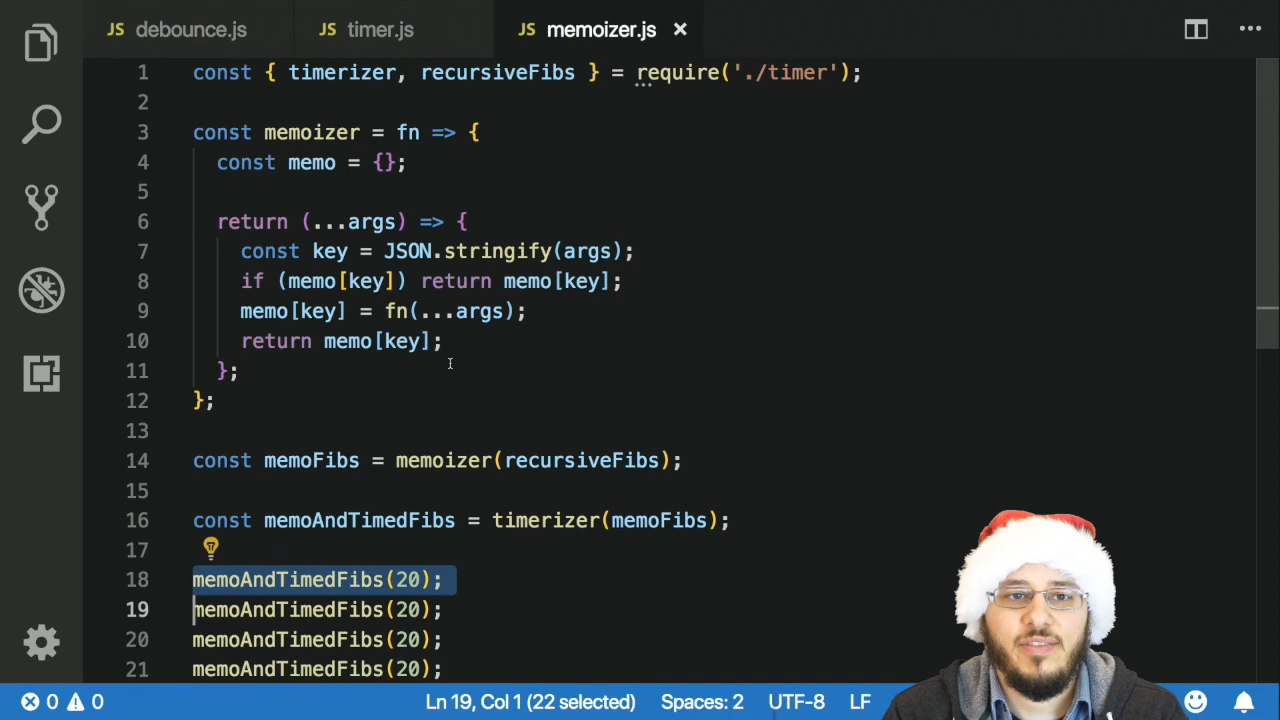 JS debounce.js JS timer.js JS memoizer.js ×
1 const { timerizer, recursiveFibs } = require('./timer');
2
3 const memoizer = fn => {
4 const memo = {};
5
6 return (...args) => {
7 const key = JSON.stringify(args);
8 if (memo[key]) return memo[key];
9 memo[key] = fn(...args);
10 return memo[key];
11 };
12 };
13
14 const memoFibs = memoizer(recursiveFibs);
15
16 const memoAndTimedFibs = timerizer(memoFibs);
17
18 memoAndTimedFibs(20);
19 memoAndTimedFibs(20);
20 memoAndTimedFibs(20);
21 memoAndTimedFibs(20);
0 0 Ln 19, Col 1 (22 selected) Spaces: 2 UTF-8 LF